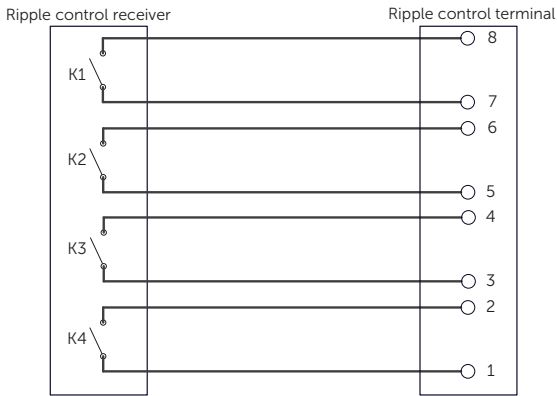 Ripple control receiver
Ripple control terminal
8
K1
7
6
K2
5
4
K3
3
2
K4
1